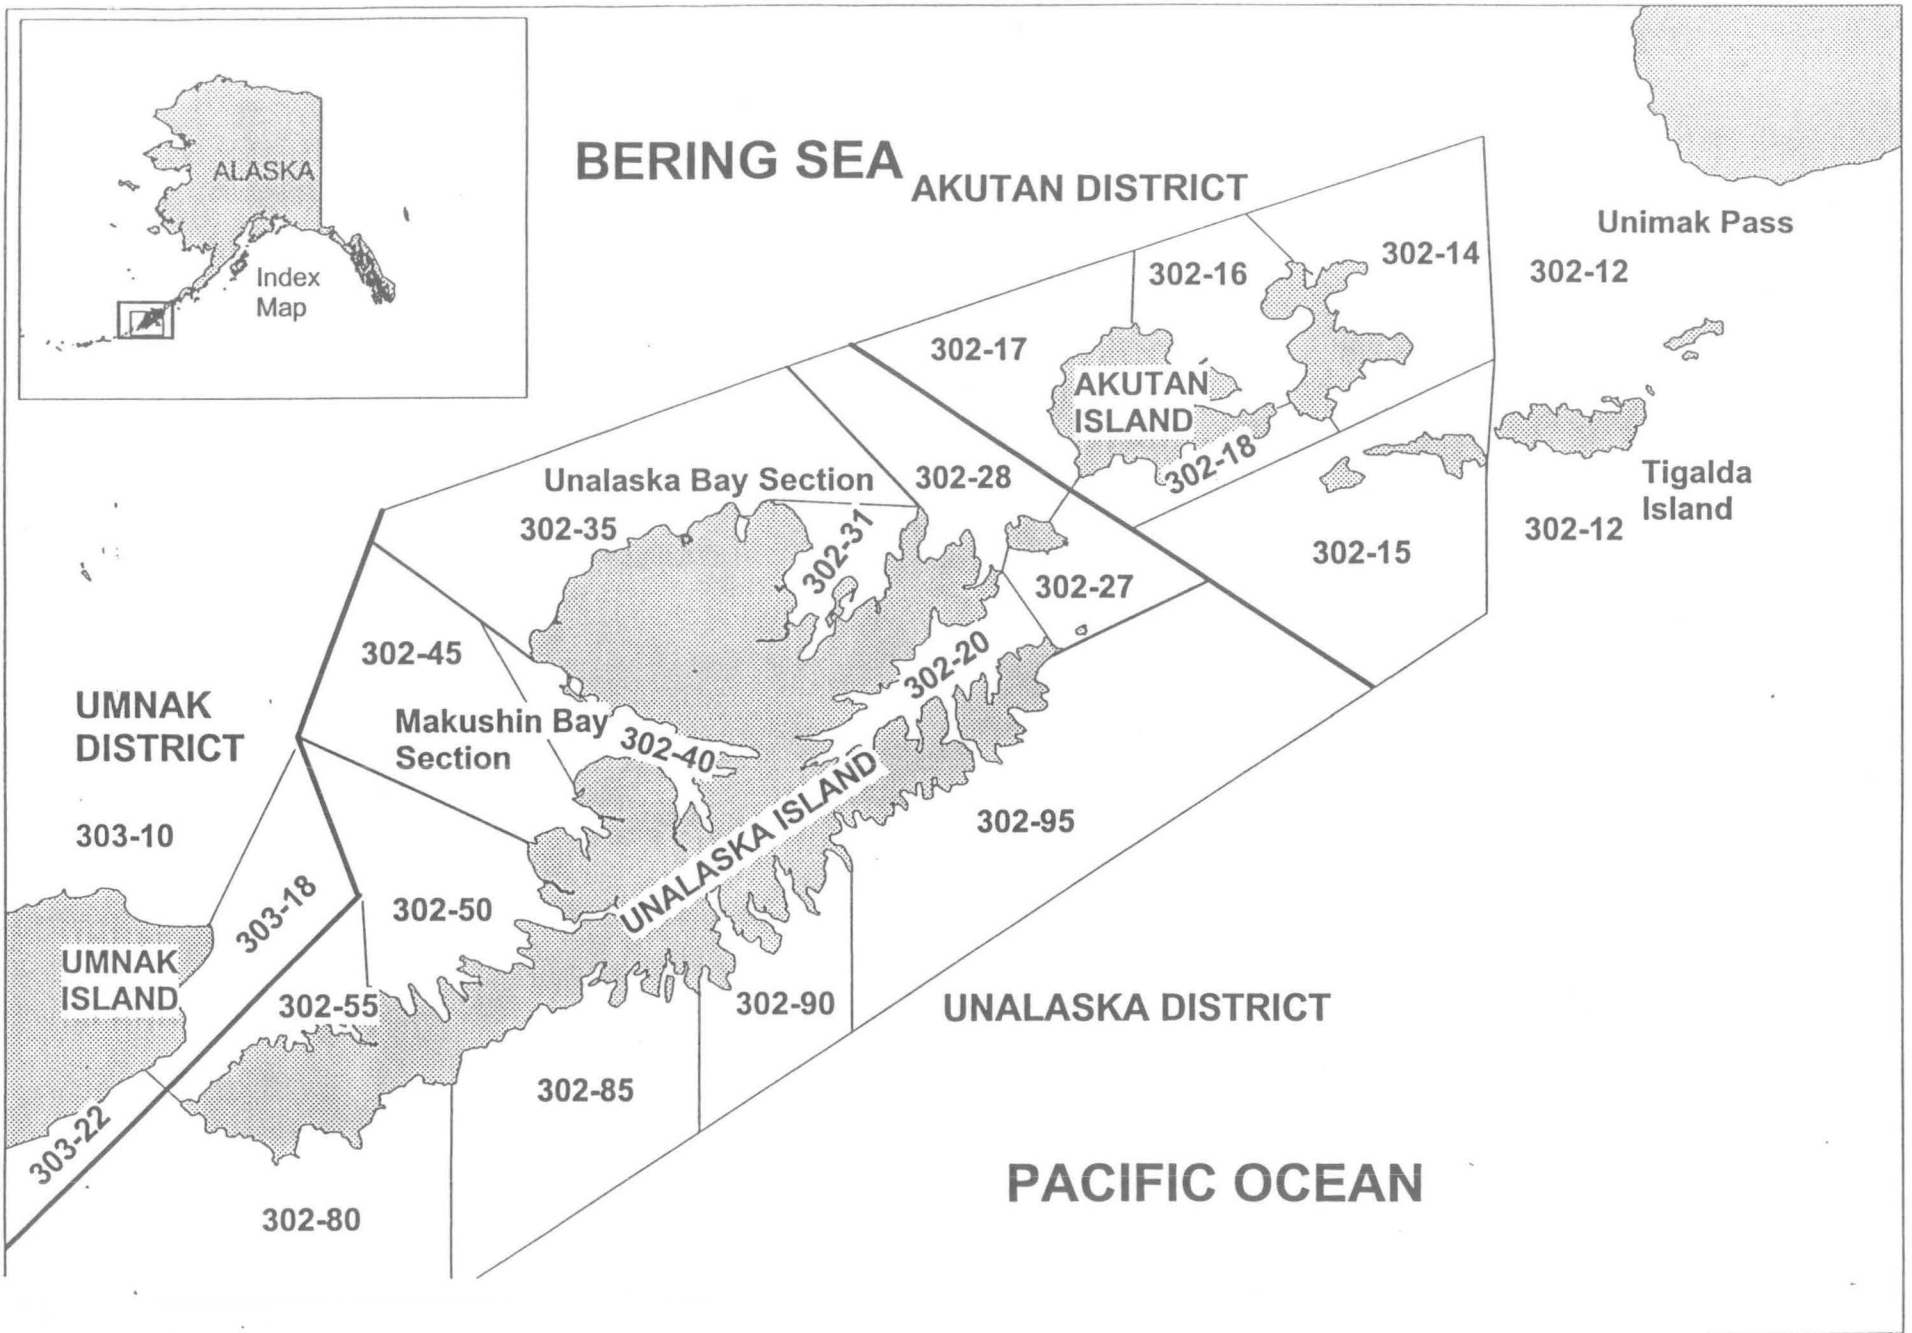 ALASKA
Index
Map
BERING SEA
AKUTAN DISTRICT
Unimak Pass
302-12
302-14
302-16
302-17
AKUTAN
ISLAND
302-18
Tigalda
Island
302-12
302-15
302-28
Unalaska Bay Section
302-35
302-31
302-27
302-20
302-45
Makushin Bay
Section
302-40
UMNAK
DISTRICT
303-10
UNALASKA ISLAND
302-95
303-18
302-50
UMNAK
ISLAND
302-55
302-90
UNALASKA DISTRICT
302-85
303-22
302-80
PACIFIC OCEAN